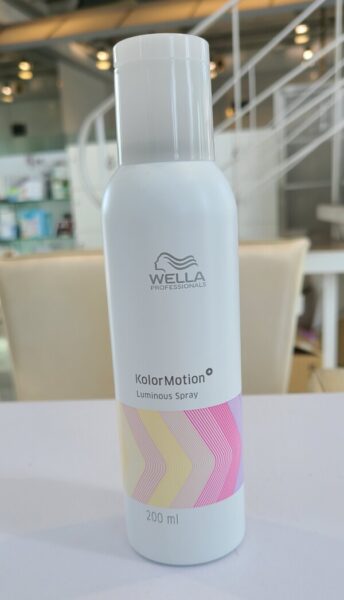 WELLA
PROFESSIONALS
KolorMotion+
Luminous Spray
200 ml